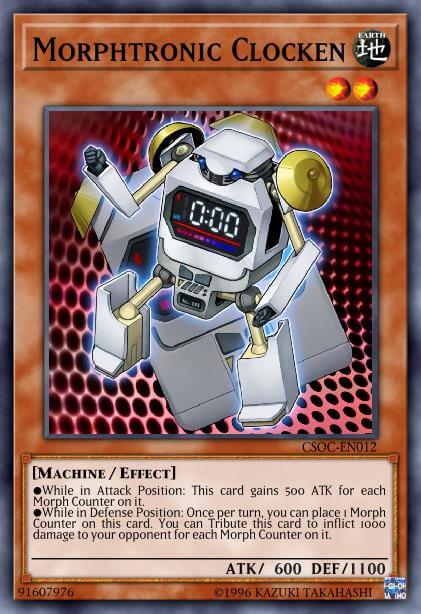 MORPHTRONIC CLOCKEN
EARTH
地
0:00
CSOC-EN012
[MACHINE / EFFECT]
●While in Attack Position: This card gains 500 ATK for each
Morph Counter on it.
●While in Defense Position: Once per turn, you can place 1 Morph
Counter on this card. You can Tribute this card to inflict 1000
damage to your opponent for each Morph Counter on it.
ATK/ 600 DEF/1100
91607976
©1996 KAZUKI TAKAHASHI